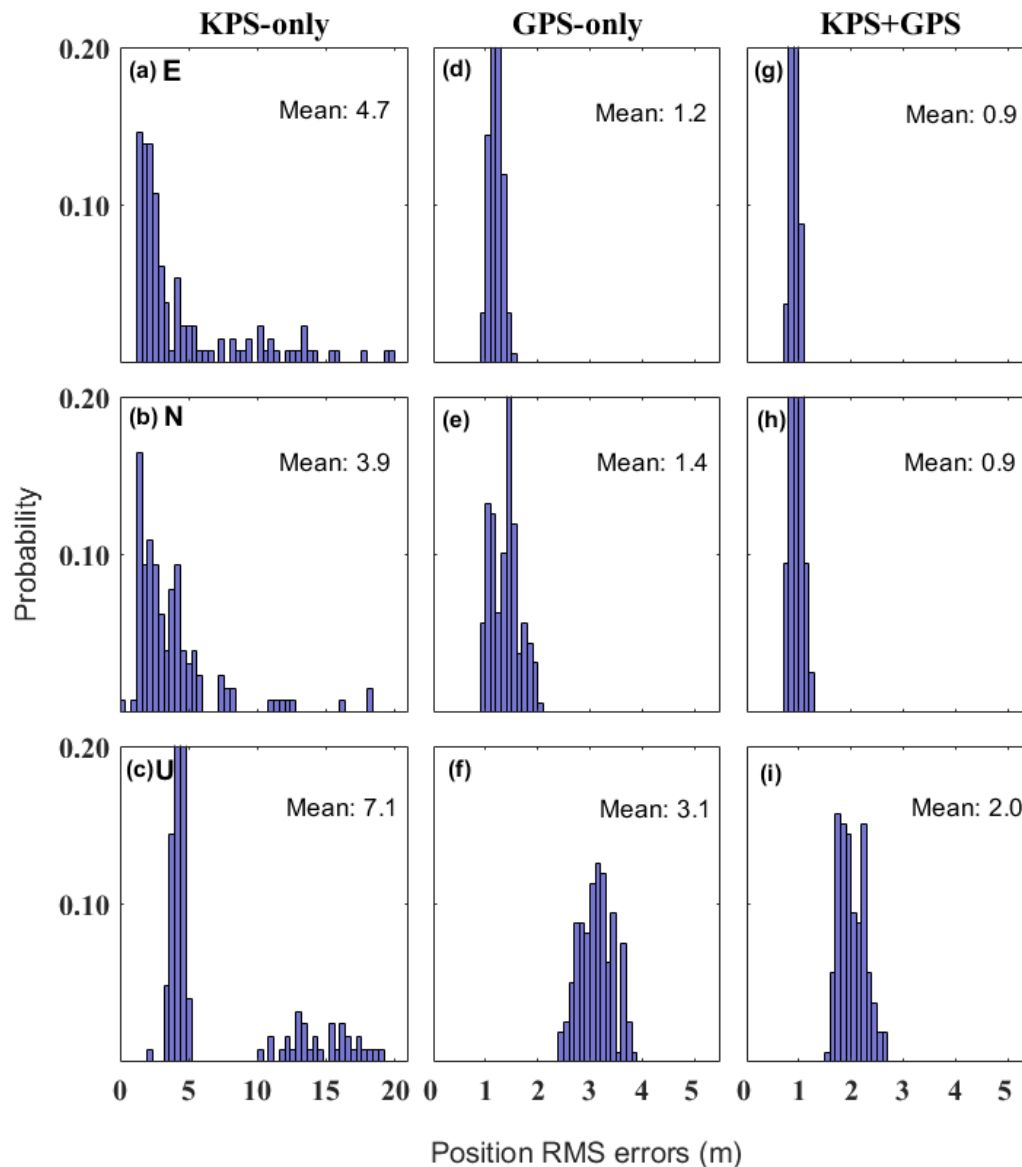 KPS-only GPS-only KPS+GPS
0.20 (a) E (d) (g)
Mean: 4.7 Mean: 1.2 Mean: 0.9
0.10
0.20 (b) N (e) (h)
Mean: 3.9 Mean: 1.4 Mean: 0.9
0.10
Probability
0.20 (c) U (f) (i)
Mean: 7.1 Mean: 3.1 Mean: 2.0
0.10
0 5 10 15 20 0 1 2 3 4 5 0 1 2 3 4 5
Position RMS errors (m)